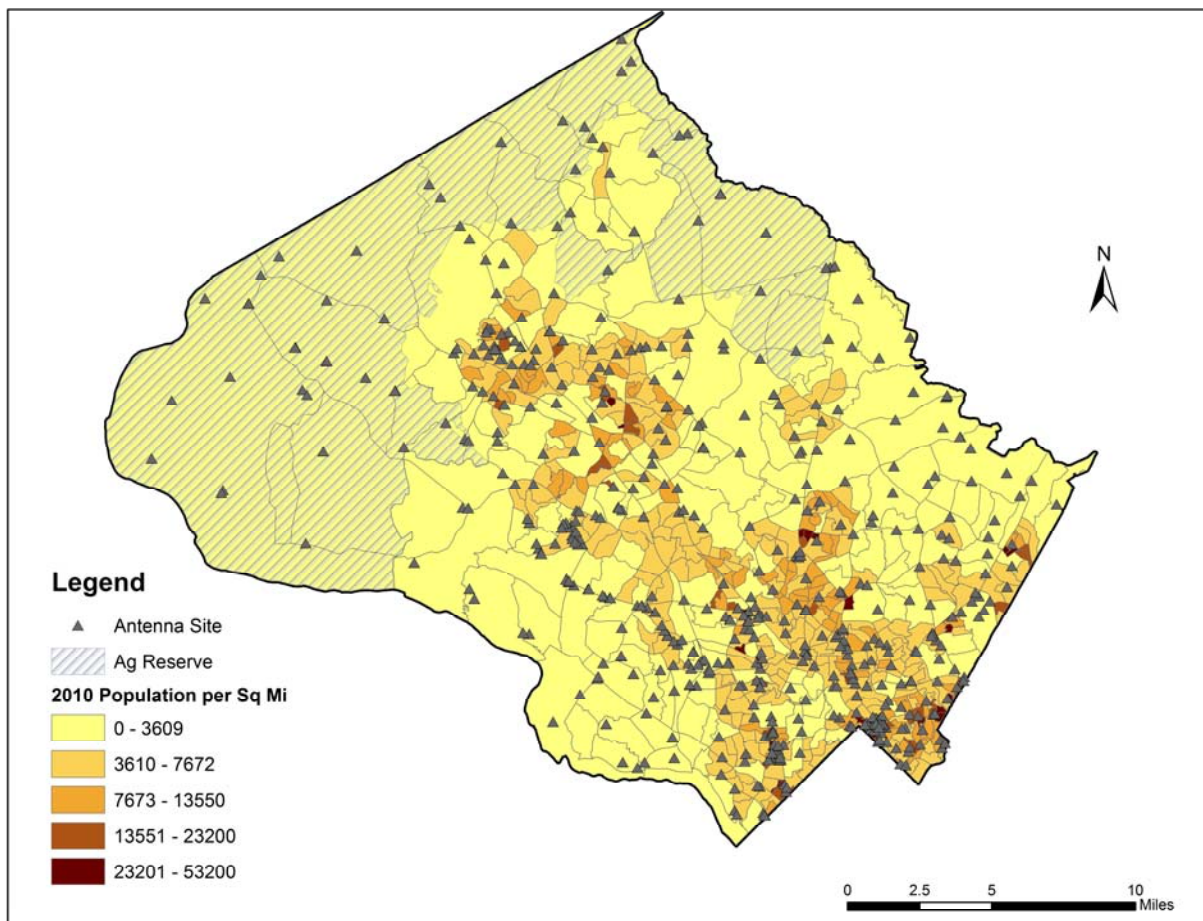 N
Legend
Antenna Site
Ag Reserve
2010 Population per Sq Mi
0 - 3609
3610 - 7672
7673 - 13550
13551 - 23200
23201 - 53200
0 2.5 5 10
Miles